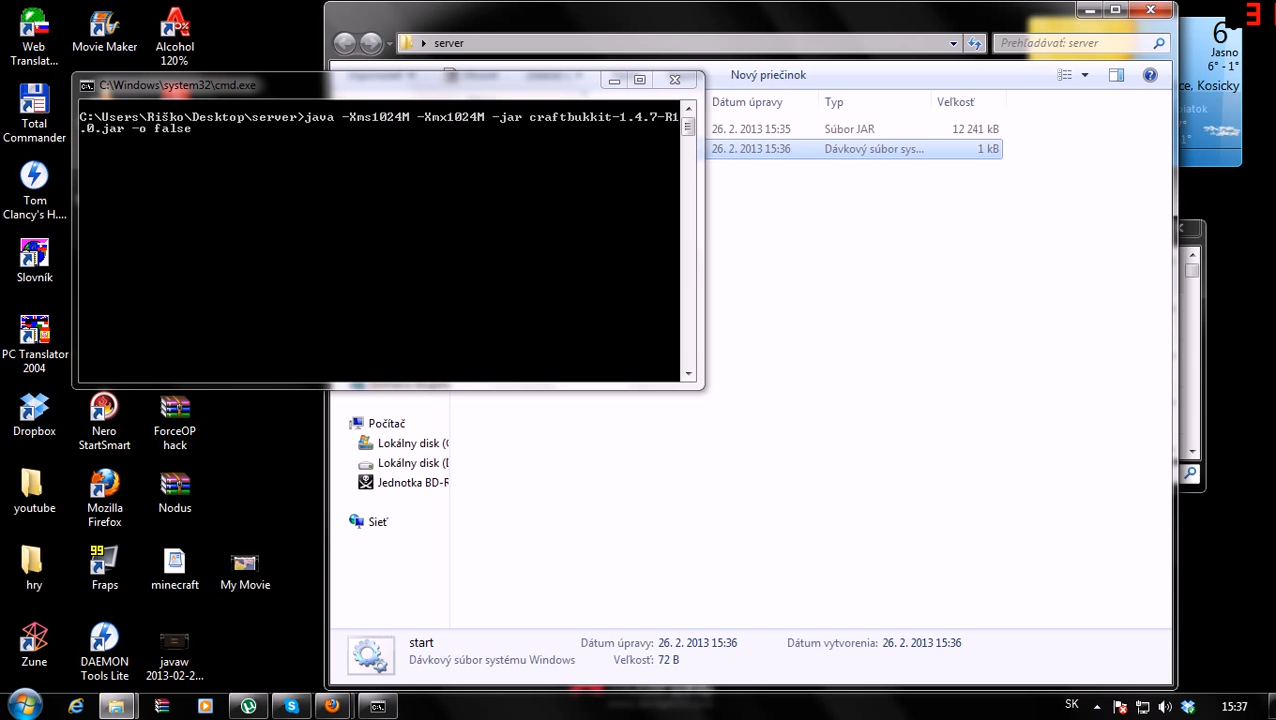 Web
Translat...
Movie Maker
Alcohol
120%
Total
Commander
Tom
Clancy's H....
Slovník
PC Translator
2004
Dropbox
Nero
StartSmart
ForceOP
hack
youtube
Mozilla
Firefox
Nodus
hry
Fraps
99
minecraft
My Movie
Zune
DAEMON
Tools Lite
javaw
2013-02-2...
C:\Windows\system32\cmd.exe
C:\Users\Riško\Desktop\server>java -Xms1024M -Xmx1024M -jar craftbukkit-1.4.7-R1
.0.jar -o false
server
Prehľadávať: server
Nový priečinok
Dátum úpravy
Typ
Veľkosť
26. 2. 2013 15:35
Súbor JAR
12 241 kB
26. 2. 2013 15:36
Dávkový súbor sys...
1 kB
Počítač
Lokálny disk (
Lokálny disk (
Jednotka BD-R
Sieť
start
Dátum úpravy: 26. 2. 2013 15:36
Dátum vytvorenia: 26. 2. 2013 15:36
Dávkový súbor systému Windows
Veľkosť: 72 B
3
6°
Jasno
6° - 1°
ce, Kosicky
iatok
SK
15:37